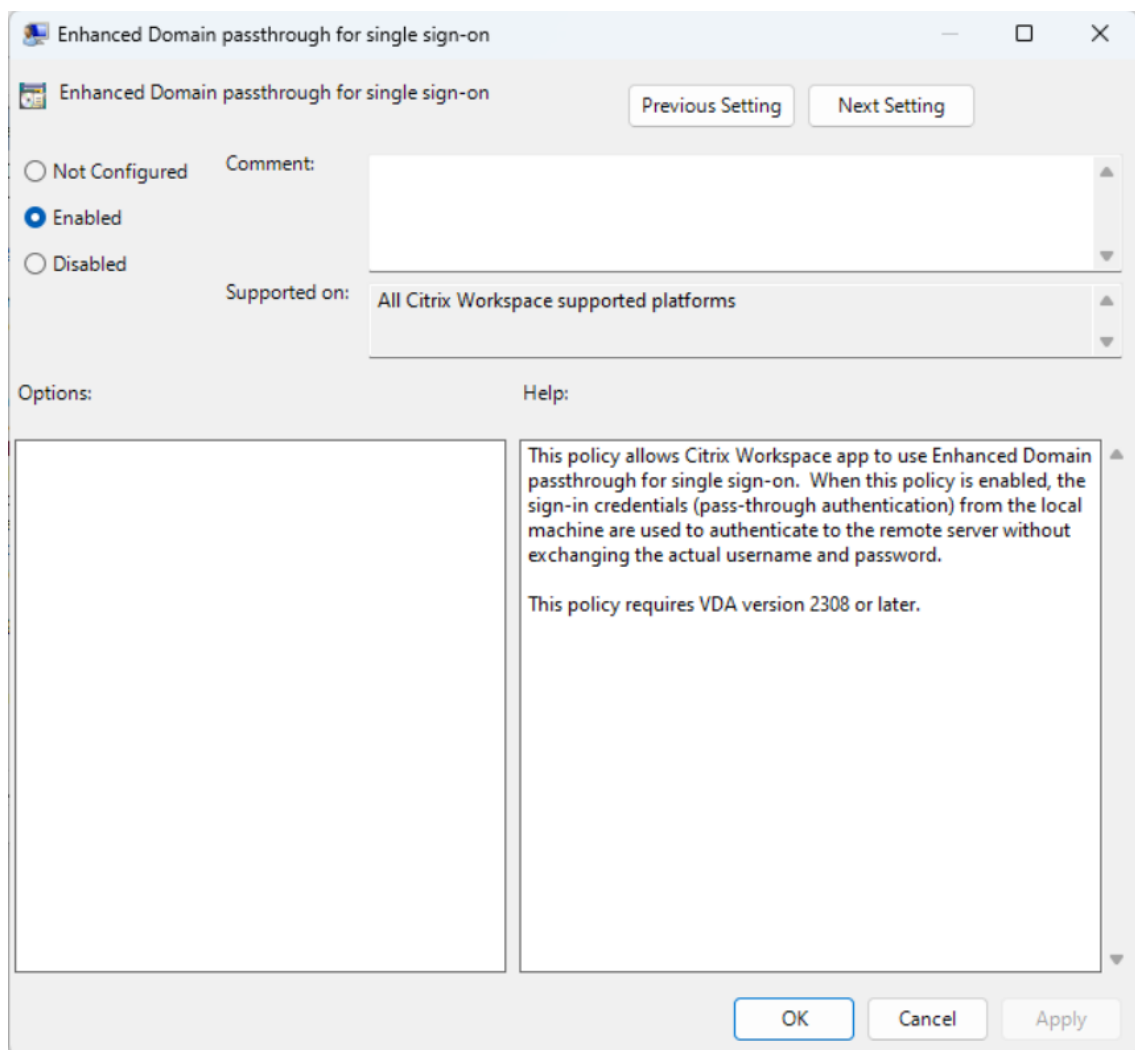 Enhanced Domain passthrough for single sign-on
Enhanced Domain passthrough for single sign-on
Previous Setting
Next Setting
Not Configured
Comment:
Enabled
Disabled
Supported on:
All Citrix Workspace supported platforms
Options:
Help:
This policy allows Citrix Workspace app to use Enhanced Domain
passthrough for single sign-on.  When this policy is enabled, the
sign-in credentials (pass-through authentication) from the local
machine are used to authenticate to the remote server without
exchanging the actual username and password.
This policy requires VDA version 2308 or later.
OK
Cancel
Apply